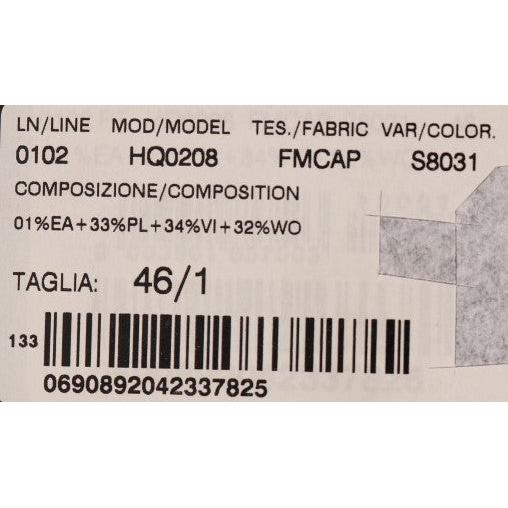 LN/LINE MOD/MODEL TES./FABRIC VAR/COLOR.
0102 HQ0208 FMCAP S8031
COMPOSIZIONE/COMPOSITION
01%EA+33%PL+34%VI+32%WO
TAGLIA: 46/1
133
0690892042337825